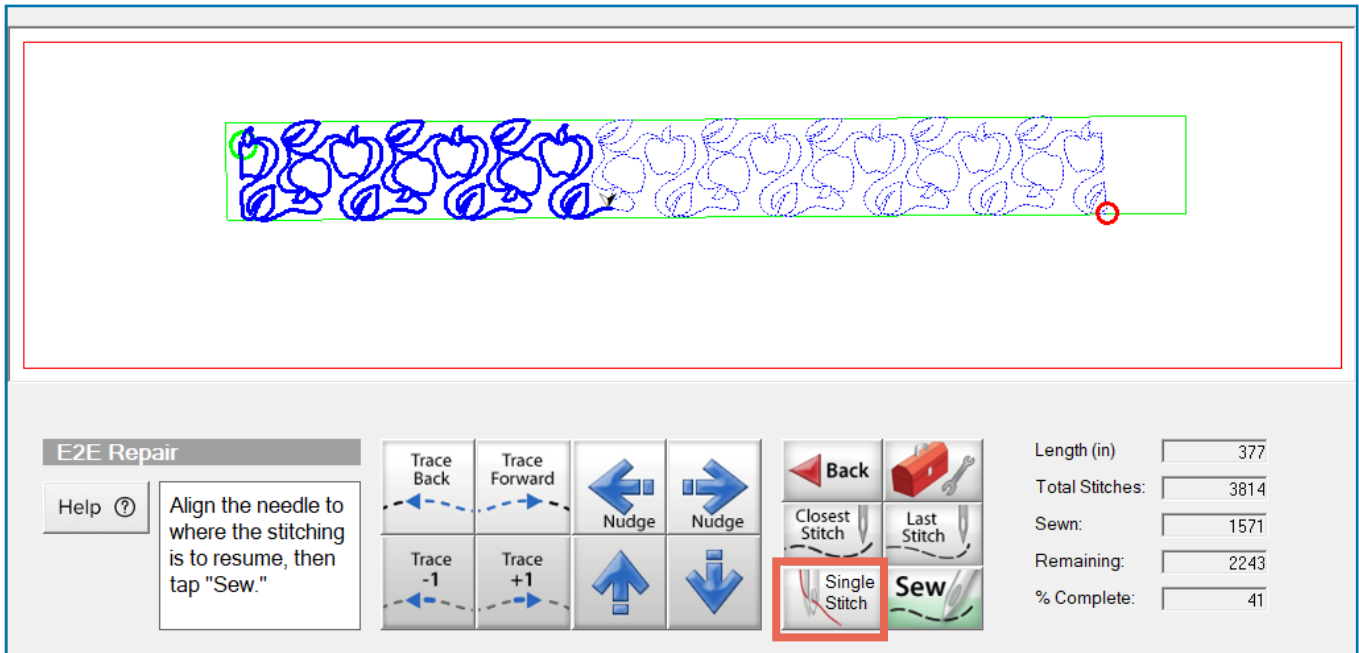 E2E Repair
Help ?
Align the needle to
where the stitching
is to resume, then
tap "Sew."
Trace
Back
Trace
Forward
Nudge
Nudge
Trace
-1
Trace
+1
Back
Closest
Stitch
Last
Stitch
Single
Stitch
Sew
Length (in) 377
Total Stitches: 3814
Sewn: 1571
Remaining: 2243
% Complete: 41